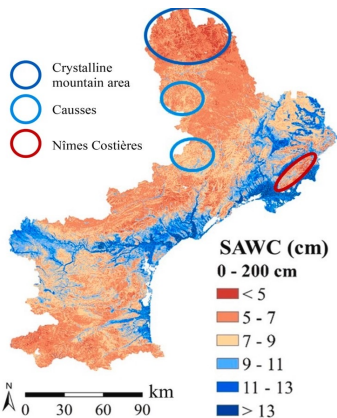 Crystalline
mountain area
Causses
Nîmes Costières
SAWC (cm)
0 - 200 cm
< 5
5 - 7
7 - 9
9 - 11
11 - 13
> 13
N
km
0 30 60 90